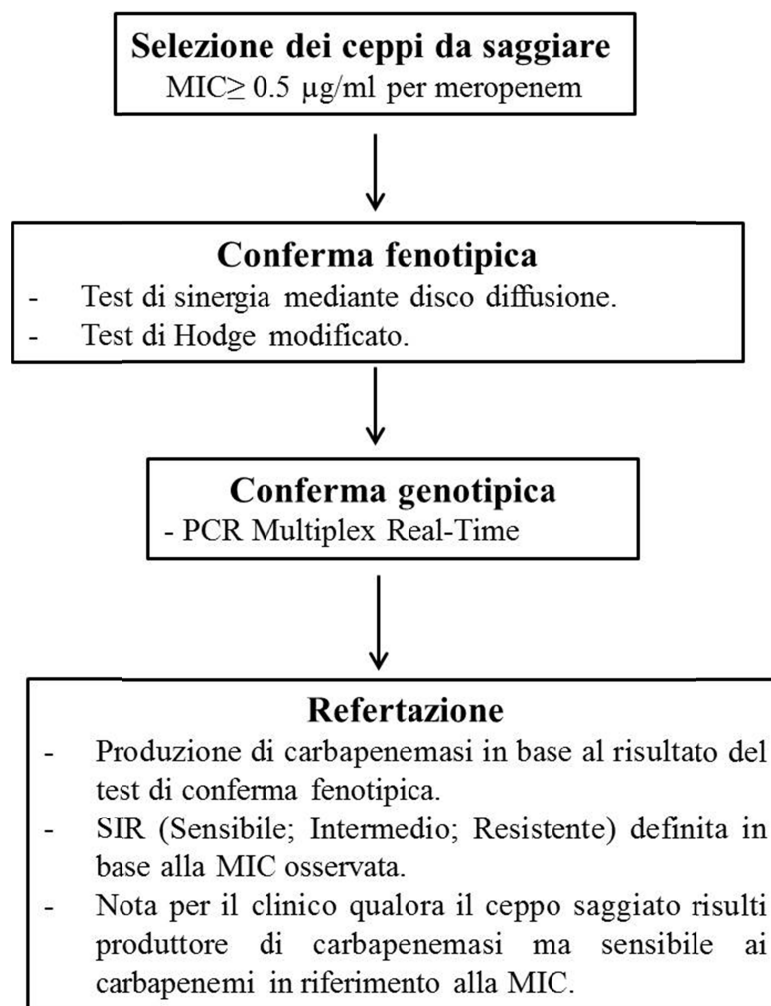 Selezione dei ceppi da saggiare
MIC≥ 0.5 µg/ml per meropenem
Conferma fenotipica
- Test di sinergia mediante disco diffusione.
- Test di Hodge modificato.
Conferma genotipica
- PCR Multiplex Real-Time
Refertazione
- Produzione di carbapenemasi in base al risultato del
test di conferma fenotipica.
- SIR (Sensibile; Intermedio; Resistente) definita in
base alla MIC osservata.
- Nota per il clinico qualora il ceppo saggiato risulti
produttore di carbapenemasi ma sensibile ai
carbapenemi in riferimento alla MIC.